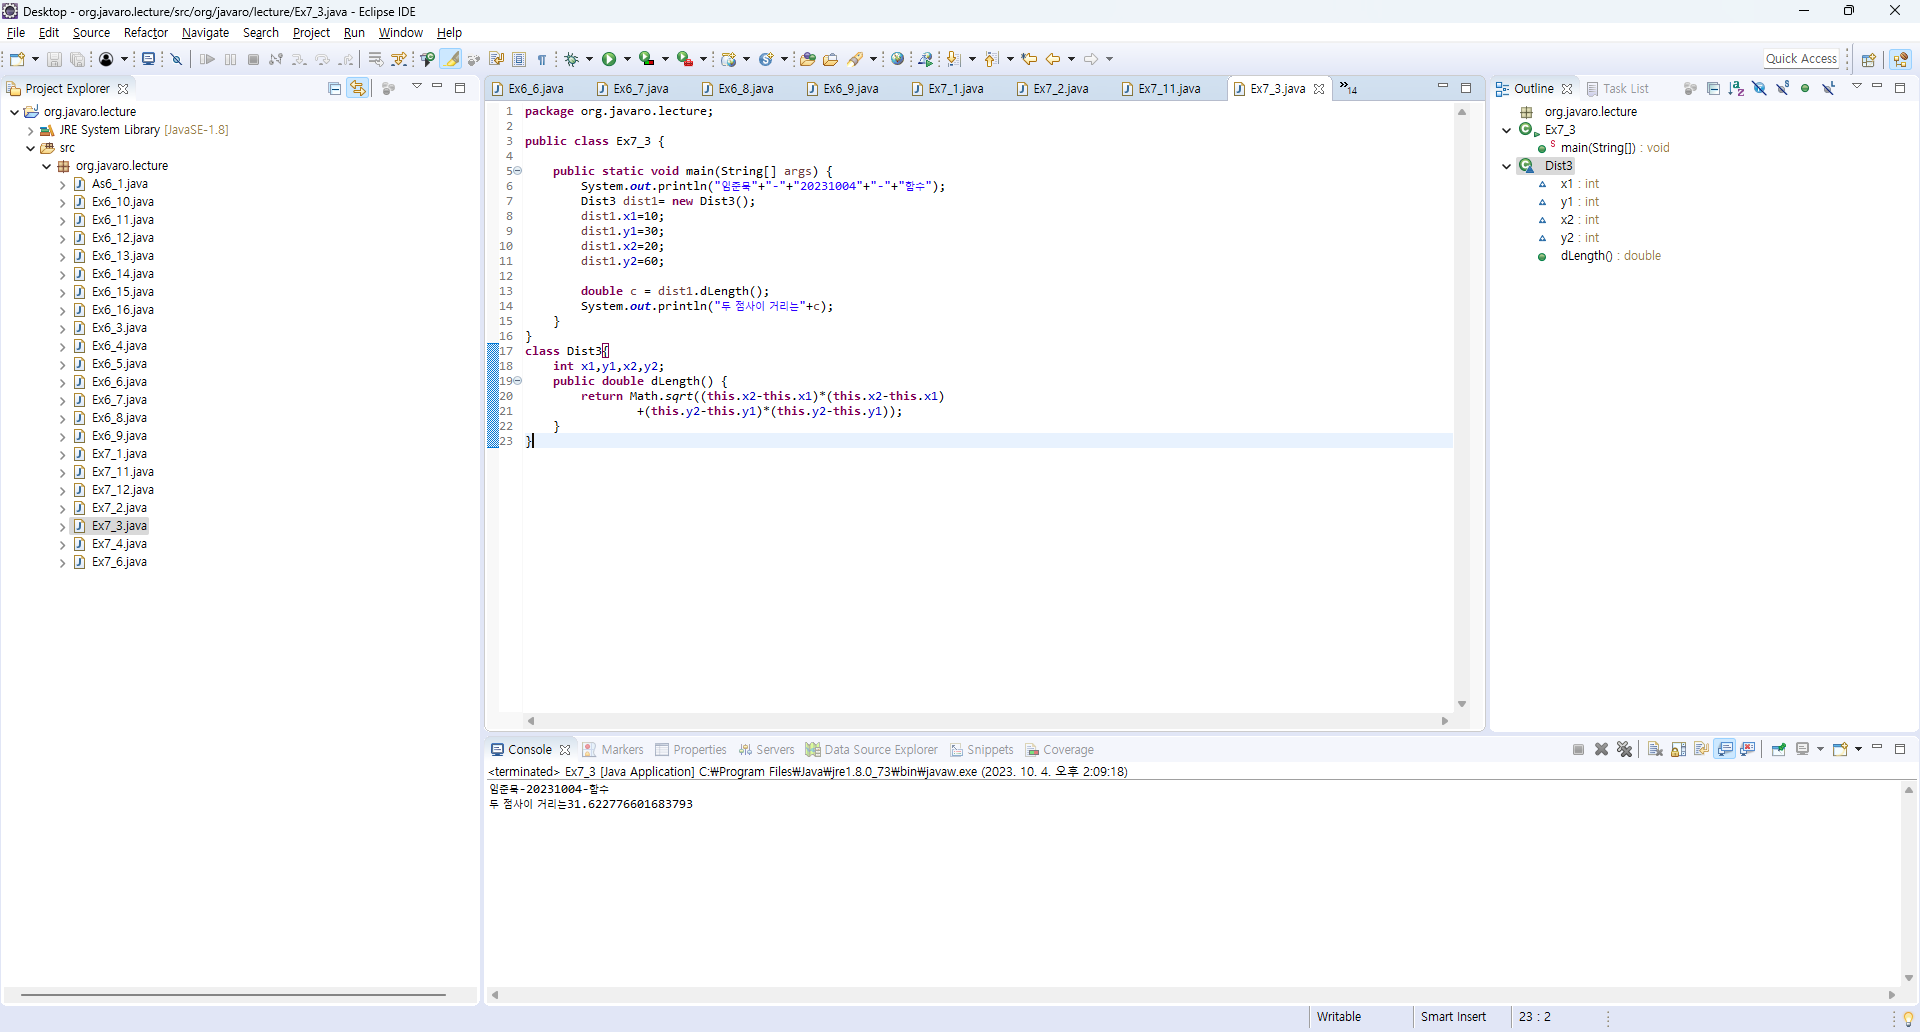 Desktop - org.javaro.lecture/src/org/javaro/lecture/Ex7_3.java - Eclipse IDE
File Edit Source Refactor Navigate Search Project Run Window Help
Quick Access
Project Explorer
org.javaro.lecture
JRE System Library [JavaSE-1.8]
src
org.javaro.lecture
As6_1.java
Ex6_10.java
Ex6_11.java
Ex6_12.java
Ex6_13.java
Ex6_14.java
Ex6_15.java
Ex6_16.java
Ex6_3.java
Ex6_4.java
Ex6_5.java
Ex6_6.java
Ex6_7.java
Ex6_8.java
Ex6_9.java
Ex7_1.java
Ex7_11.java
Ex7_12.java
Ex7_2.java
Ex7_3.java
Ex7_4.java
Ex7_6.java
Ex6_6.java Ex6_7.java Ex6_8.java Ex6_9.java Ex7_1.java Ex7_2.java Ex7_11.java Ex7_3.java »14
1 package org.javaro.lecture;
2
3 public class Ex7_3 {
4
5 public static void main(String[] args) {
6 System.out.println("임준묵"+"-"+"20231004"+"-"+"함수");
7 Dist3 dist1= new Dist3();
8 dist1.x1=10;
9 dist1.y1=30;
10 dist1.x2=20;
11 dist1.y2=60;
12
13 double c = dist1.dLength();
14 System.out.println("두 점사이 거리는"+c);
15 }
16 }
17 class Dist3{
18 int x1,y1,x2,y2;
19 public double dLength() {
20 return Math.sqrt((this.x2-this.x1)*(this.x2-this.x1)
21 +(this.y2-this.y1)*(this.y2-this.y1));
22 }
23 }
Outline Task List
org.javaro.lecture
Ex7_3
main(String[]) : void
Dist3
x1 : int
y1 : int
x2 : int
y2 : int
dLength() : double
Console Markers Properties Servers Data Source Explorer Snippets Coverage
<terminated> Ex7_3 [Java Application] C:₩Program Files₩Java₩jre1.8.0_73₩bin₩javaw.exe (2023. 10. 4. 오후 2:09:18)
임준묵-20231004-함수
두 점사이 거리는31.622776601683793
Writable Smart Insert 23 : 2